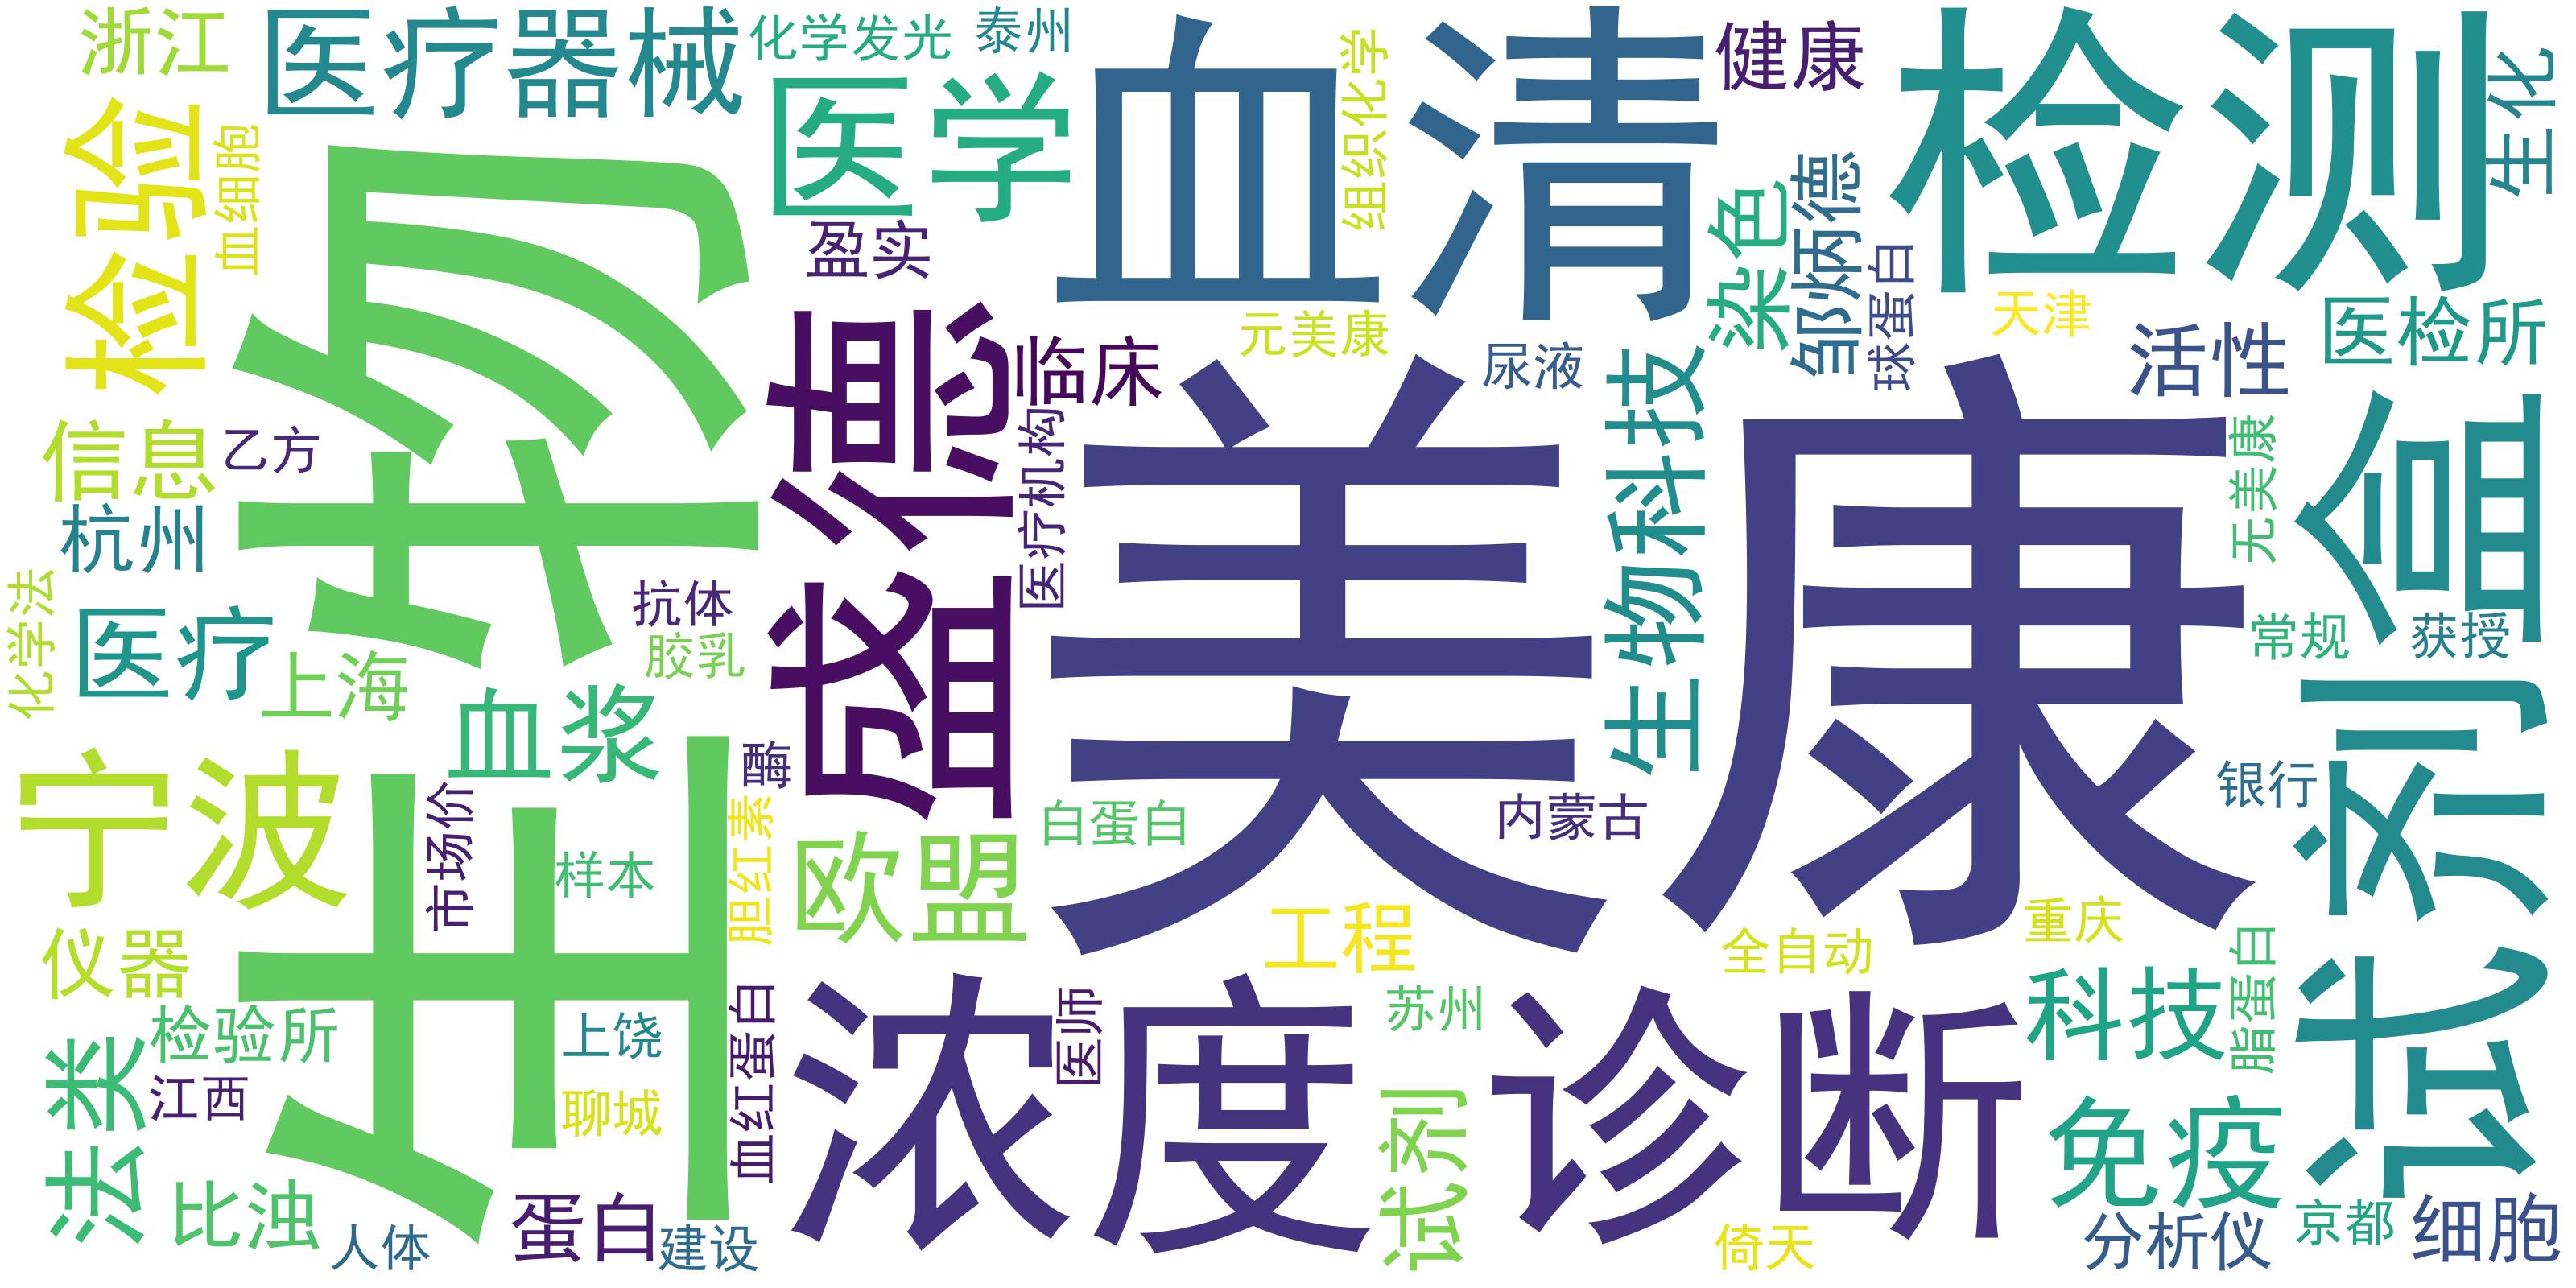 浙江
医疗器械
化学发光
泰州
血清
组织化学
健康
检测
生化
检验
血细胞
生物
医学
盈实
盛德
临床
元美康
尿液
染色
邹炳德
球蛋白
天津
活性
医检所
信息
乙方
杭州
医疗机构
美康
生物科技
无美康
试剂盒
化学法
医疗
抗体
胶乳
上海
血浆
常规
获授
宁波
酶
市场价
样本
胆红素
欧盟
白蛋白
内蒙古
银行
仪器
工程
全自动
重庆
脂蛋白
检验所
上饶
血红蛋白
浓度
医师
苏州
诊断
科技
法类
江西
聊城
试剂
免疫
比浊
人体
蛋白
建设
倚天
分析仪
京都
细胞